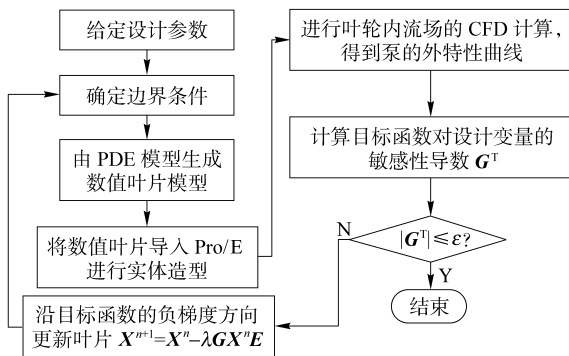 给定设计参数
确定边界条件
由 PDE 模型生成
数值叶片模型
将数值叶片导入 Pro/E
进行实体造型
进行叶轮内流场的 CFD 计算，
得到泵的外特性曲线
计算目标函数对设计变量的
敏感性导数 Gᵀ
|Gᵀ|≤ε?
N
Y
结束
沿目标函数的负梯度方向
更新叶片 Xⁿ⁺¹=Xⁿ−λGXⁿE